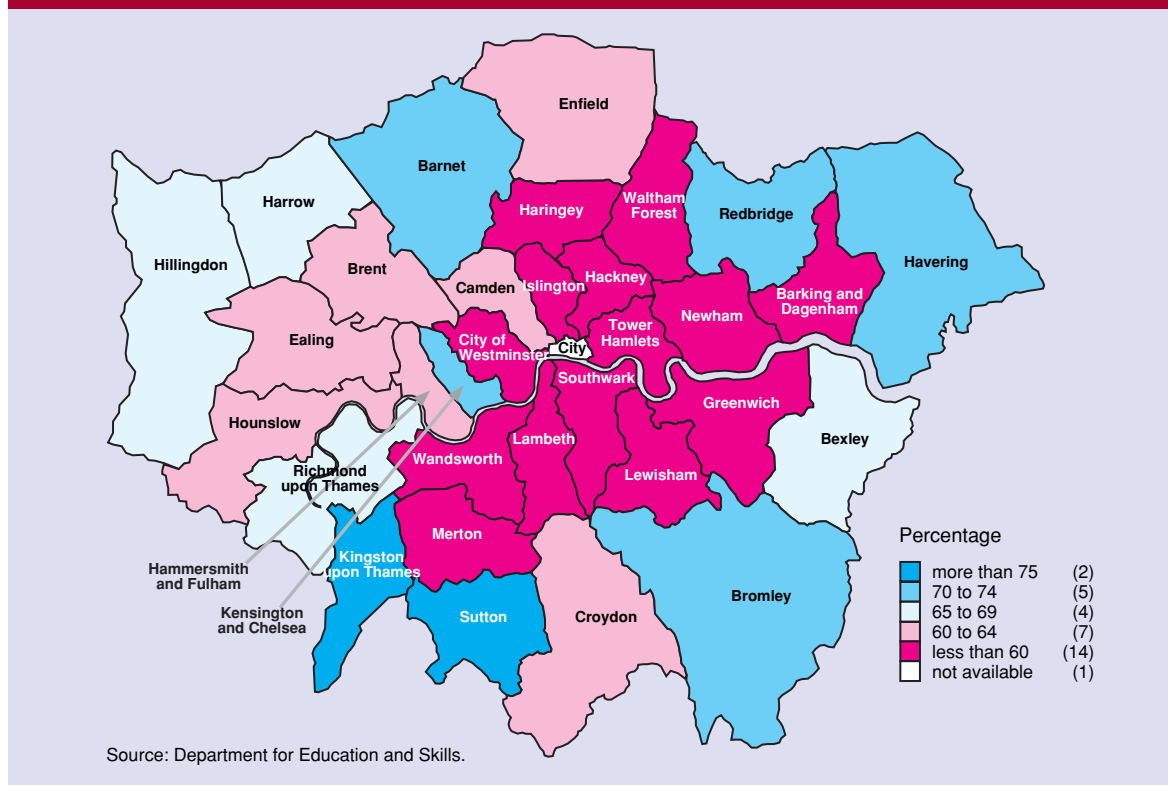 Enfield
Barnet
Harrow
Haringey
Waltham
Forest
Redbridge
Hillingdon
Havering
Brent
Camden
Islington
Hackney
Barking and
Dagenham
Newham
Ealing
City of
Westminster
City
Tower
Hamlets
Southwark
Greenwich
Hounslow
Bexley
Lambeth
Wandsworth
Richmond
upon Thames
Lewisham
Merton
Kingston
upon Thames
Hammersmith
and Fulham
Kensington
and Chelsea
Sutton
Croydon
Bromley
Percentage
more than 75 (2)
70 to 74 (5)
65 to 69 (4)
60 to 64 (7)
less than 60 (14)
not available (1)
Source: Department for Education and Skills.